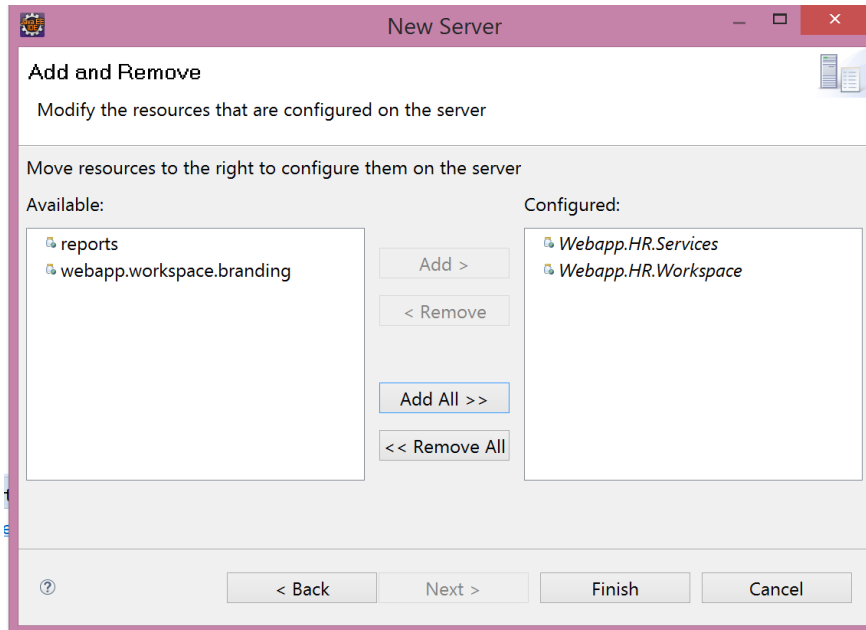 New Server
Add and Remove
Modify the resources that are configured on the server
Move resources to the right to configure them on the server
Available:
Configured:
reports
webapp.workspace.branding
Add >
< Remove
Add All >>
<< Remove All
Webapp.HR.Services
Webapp.HR.Workspace
?
< Back
Next >
Finish
Cancel